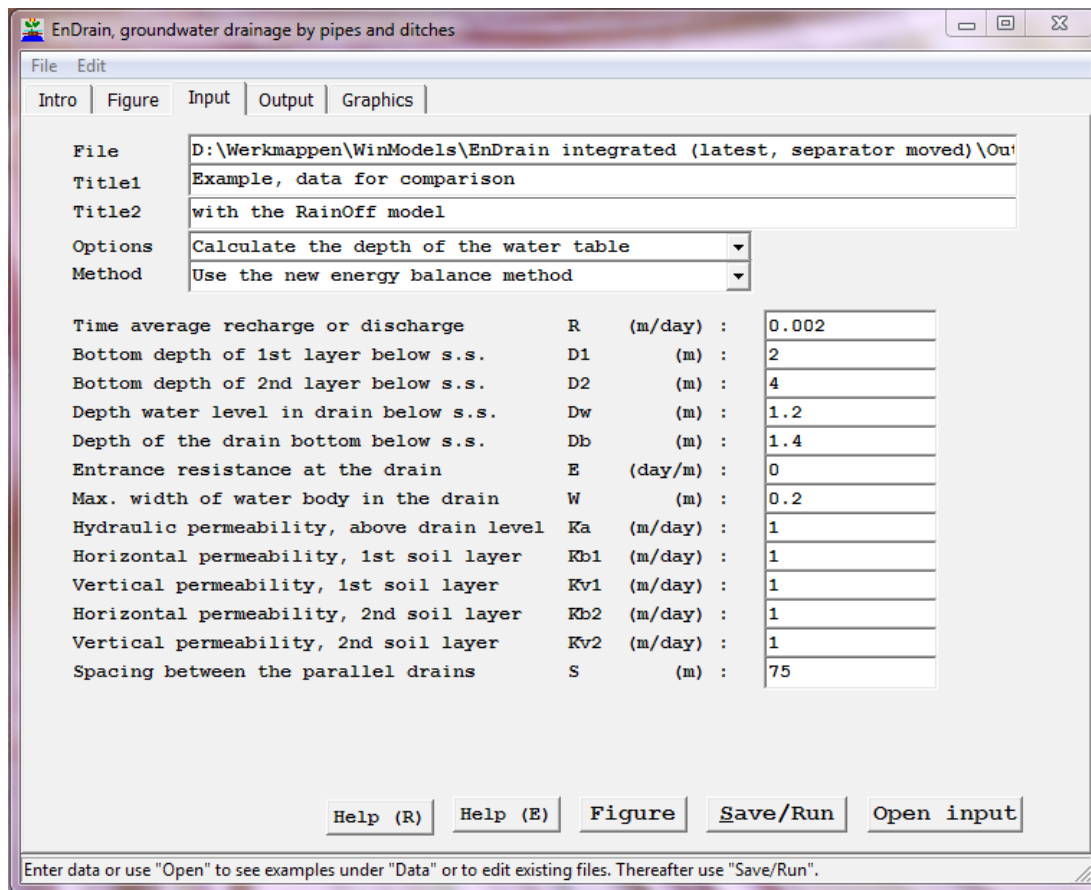 EnDrain, groundwater drainage by pipes and ditches
File Edit
Intro Figure Input Output Graphics
File D:\Werkmappen\WinModels\EnDrain integrated (latest, separator moved)\Out
Title1 Example, data for comparison
Title2 with the RainOff model
Options Calculate the depth of the water table
Method Use the new energy balance method
Time average recharge or discharge R (m/day) : 0.002
Bottom depth of 1st layer below s.s. D1 (m) : 2
Bottom depth of 2nd layer below s.s. D2 (m) : 4
Depth water level in drain below s.s. Dw (m) : 1.2
Depth of the drain bottom below s.s. Db (m) : 1.4
Entrance resistance at the drain E (day/m) : 0
Max. width of water body in the drain W (m) : 0.2
Hydraulic permeability, above drain level Ka (m/day) : 1
Horizontal permeability, 1st soil layer Kb1 (m/day) : 1
Vertical permeability, 1st soil layer Kv1 (m/day) : 1
Horizontal permeability, 2nd soil layer Kb2 (m/day) : 1
Vertical permeability, 2nd soil layer Kv2 (m/day) : 1
Spacing between the parallel drains S (m) : 75
Help (R) Help (E) Figure Save/Run Open input
Enter data or use "Open" to see examples under "Data" or to edit existing files. Thereafter use "Save/Run".